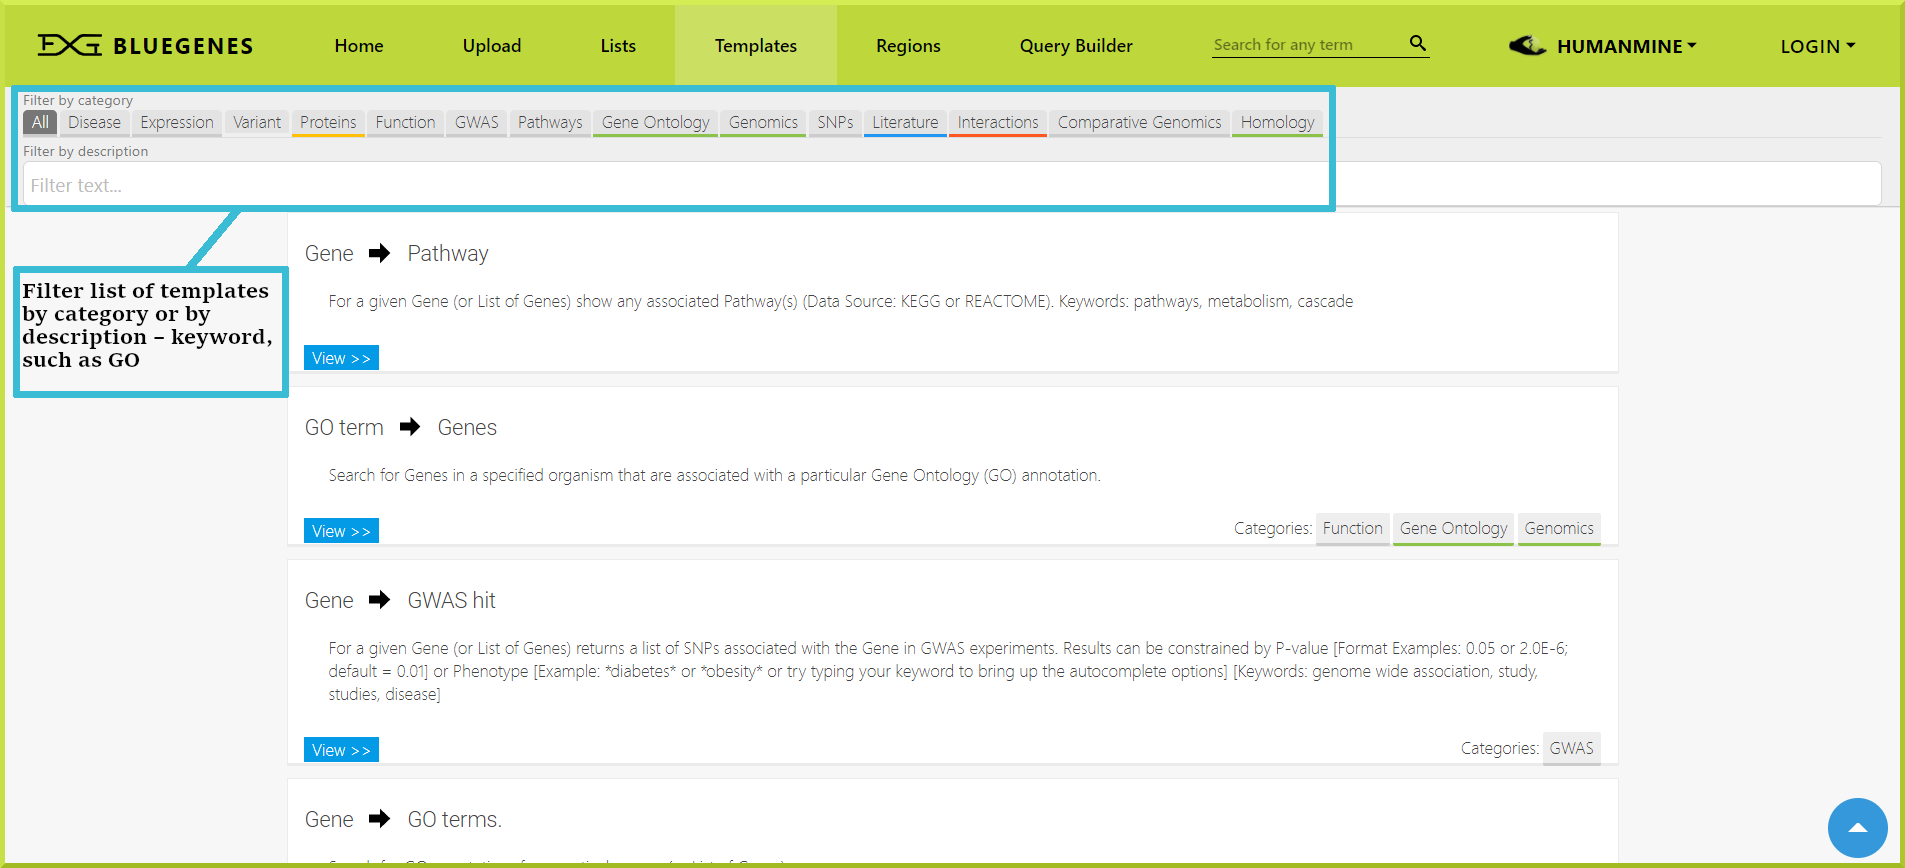 BLUEGENES Home Upload Lists Templates Regions Query Builder Search for any term HUMANMINE LOGIN
Filter by category
All Disease Expression Variant Proteins Function GWAS Pathways Gene Ontology Genomics SNPs Literature Interactions Comparative Genomics Homology
Filter by description
Filter text...
Filter list of templates
by category or by
description – keyword,
such as GO
Gene Pathway
For a given Gene (or List of Genes) show any associated Pathway(s) (Data Source: KEGG or REACTOME). Keywords: pathways, metabolism, cascade
View >>
GO term Genes
Search for Genes in a specified organism that are associated with a particular Gene Ontology (GO) annotation.
View >> Categories: Function Gene Ontology Genomics
Gene GWAS hit
For a given Gene (or List of Genes) returns a list of SNPs associated with the Gene in GWAS experiments. Results can be constrained by P-value [Format Examples: 0.05 or 2.0E-6;
default = 0.01] or Phenotype [Example: *diabetes* or *obesity* or try typing your keyword to bring up the autocomplete options] [Keywords: genome wide association, study,
studies, disease]
View >> Categories: GWAS
Gene GO terms.